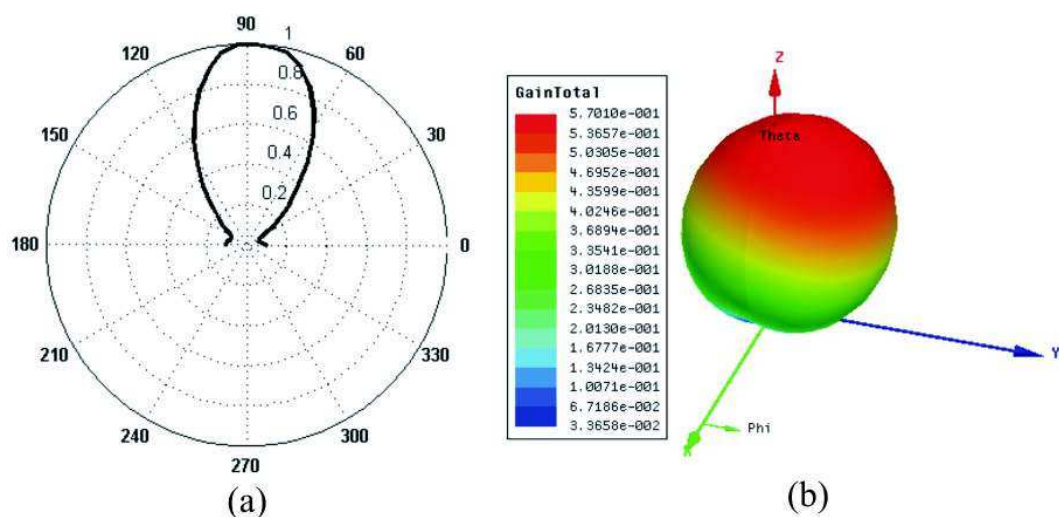 90
120
1
60
0.8
0.6
150
30
0.4
0.2
180
0
210
330
240
300
270
(a)
GainTotal
5.7010e-001
5.3657e-001
5.0305e-001
4.6952e-001
4.3599e-001
4.0246e-001
3.6894e-001
3.3541e-001
3.0188e-001
2.6835e-001
2.3482e-001
2.0130e-001
1.6777e-001
1.3424e-001
1.0071e-001
6.7186e-002
3.3658e-002
Z
Theta
Y
Phi
X
(b)